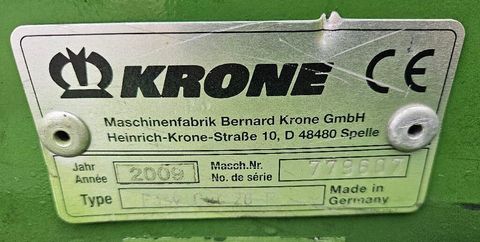 KRONE CE
Maschinenfabrik Bernard Krone GmbH
Heinrich-Krone-Straße 10, D 48480 Spelle
Jahr 2009 Masch.Nr.
Année No. de série
Type Made in
Germany